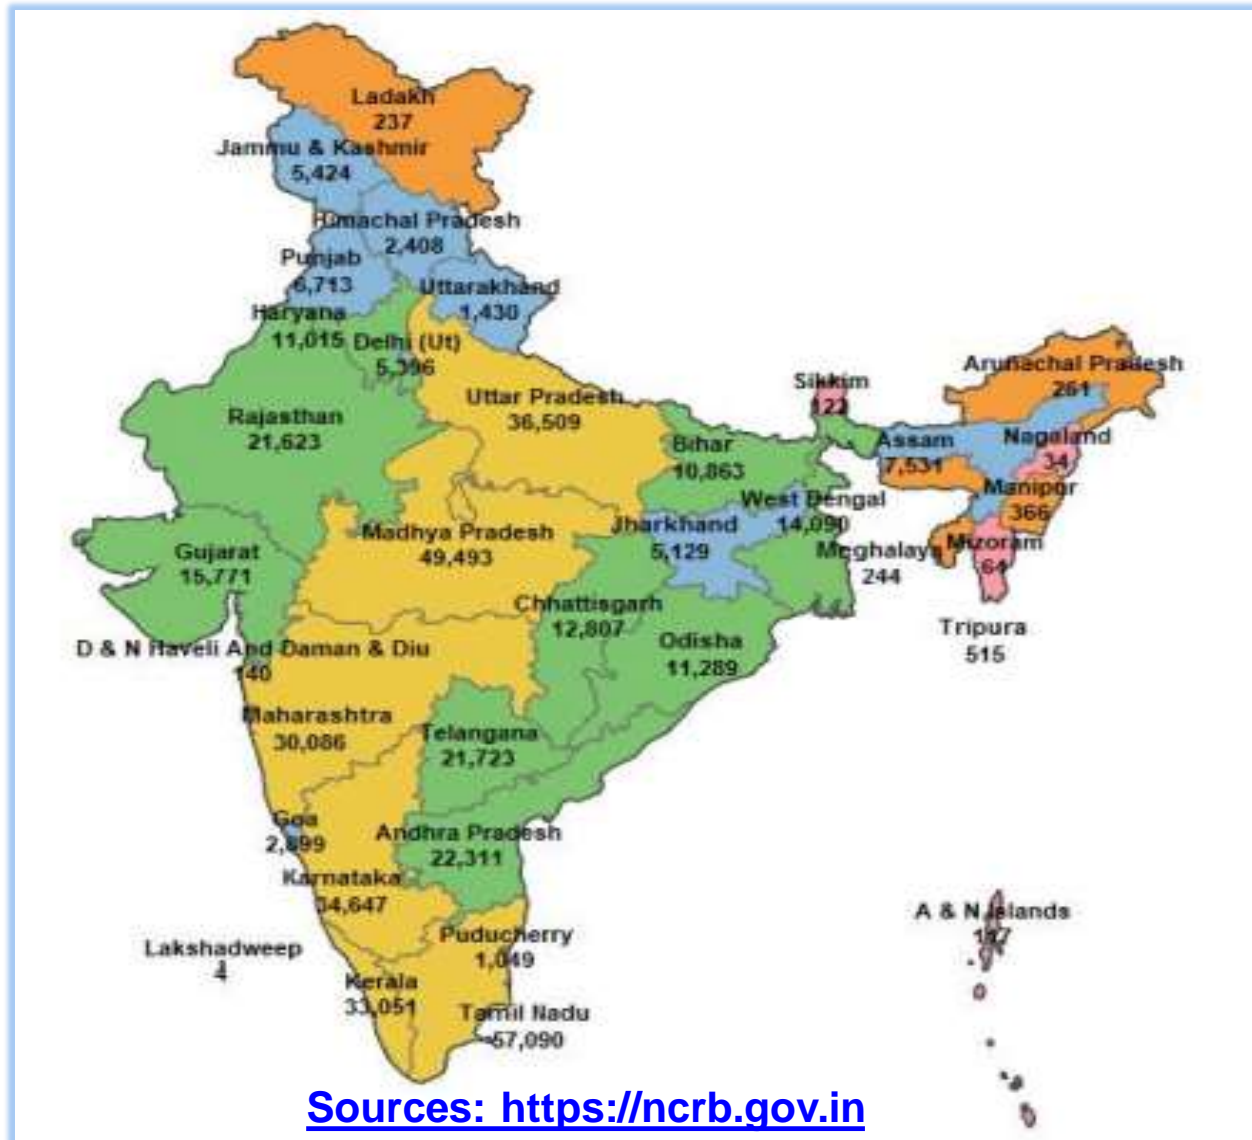 Ladakh
237
Jammu & Kashmir
5,424
Himachal Pradesh
2,408
Punjab
6,713
Uttarakhand
1,430
Haryana
11,015
Delhi (Ut)
5,396
Arunachal Pradesh
261
Sikkim
Uttar Pradesh
36,509
Rajasthan
21,623
Bihar
10,863
Assam
7,531
Nagaland
34
Manipur
366
West Bengal
14,090
Jharkhand
5,129
Madhya Pradesh
49,493
Gujarat
15,771
Meghalaya
244
Mizoram
64
Chhattisgarh
12,807
Tripura
515
Odisha
11,289
D & N Haveli And Daman & Diu
140
Maharashtra
30,086
Telangana
21,723
Goa
2,899
Andhra Pradesh
22,311
Karnataka
34,647
A & N Islands
Puducherry
1,049
Lakshadweep
4
Kerala
33,051
Tamil Nadu
57,090
Sources: https://ncrb.gov.in